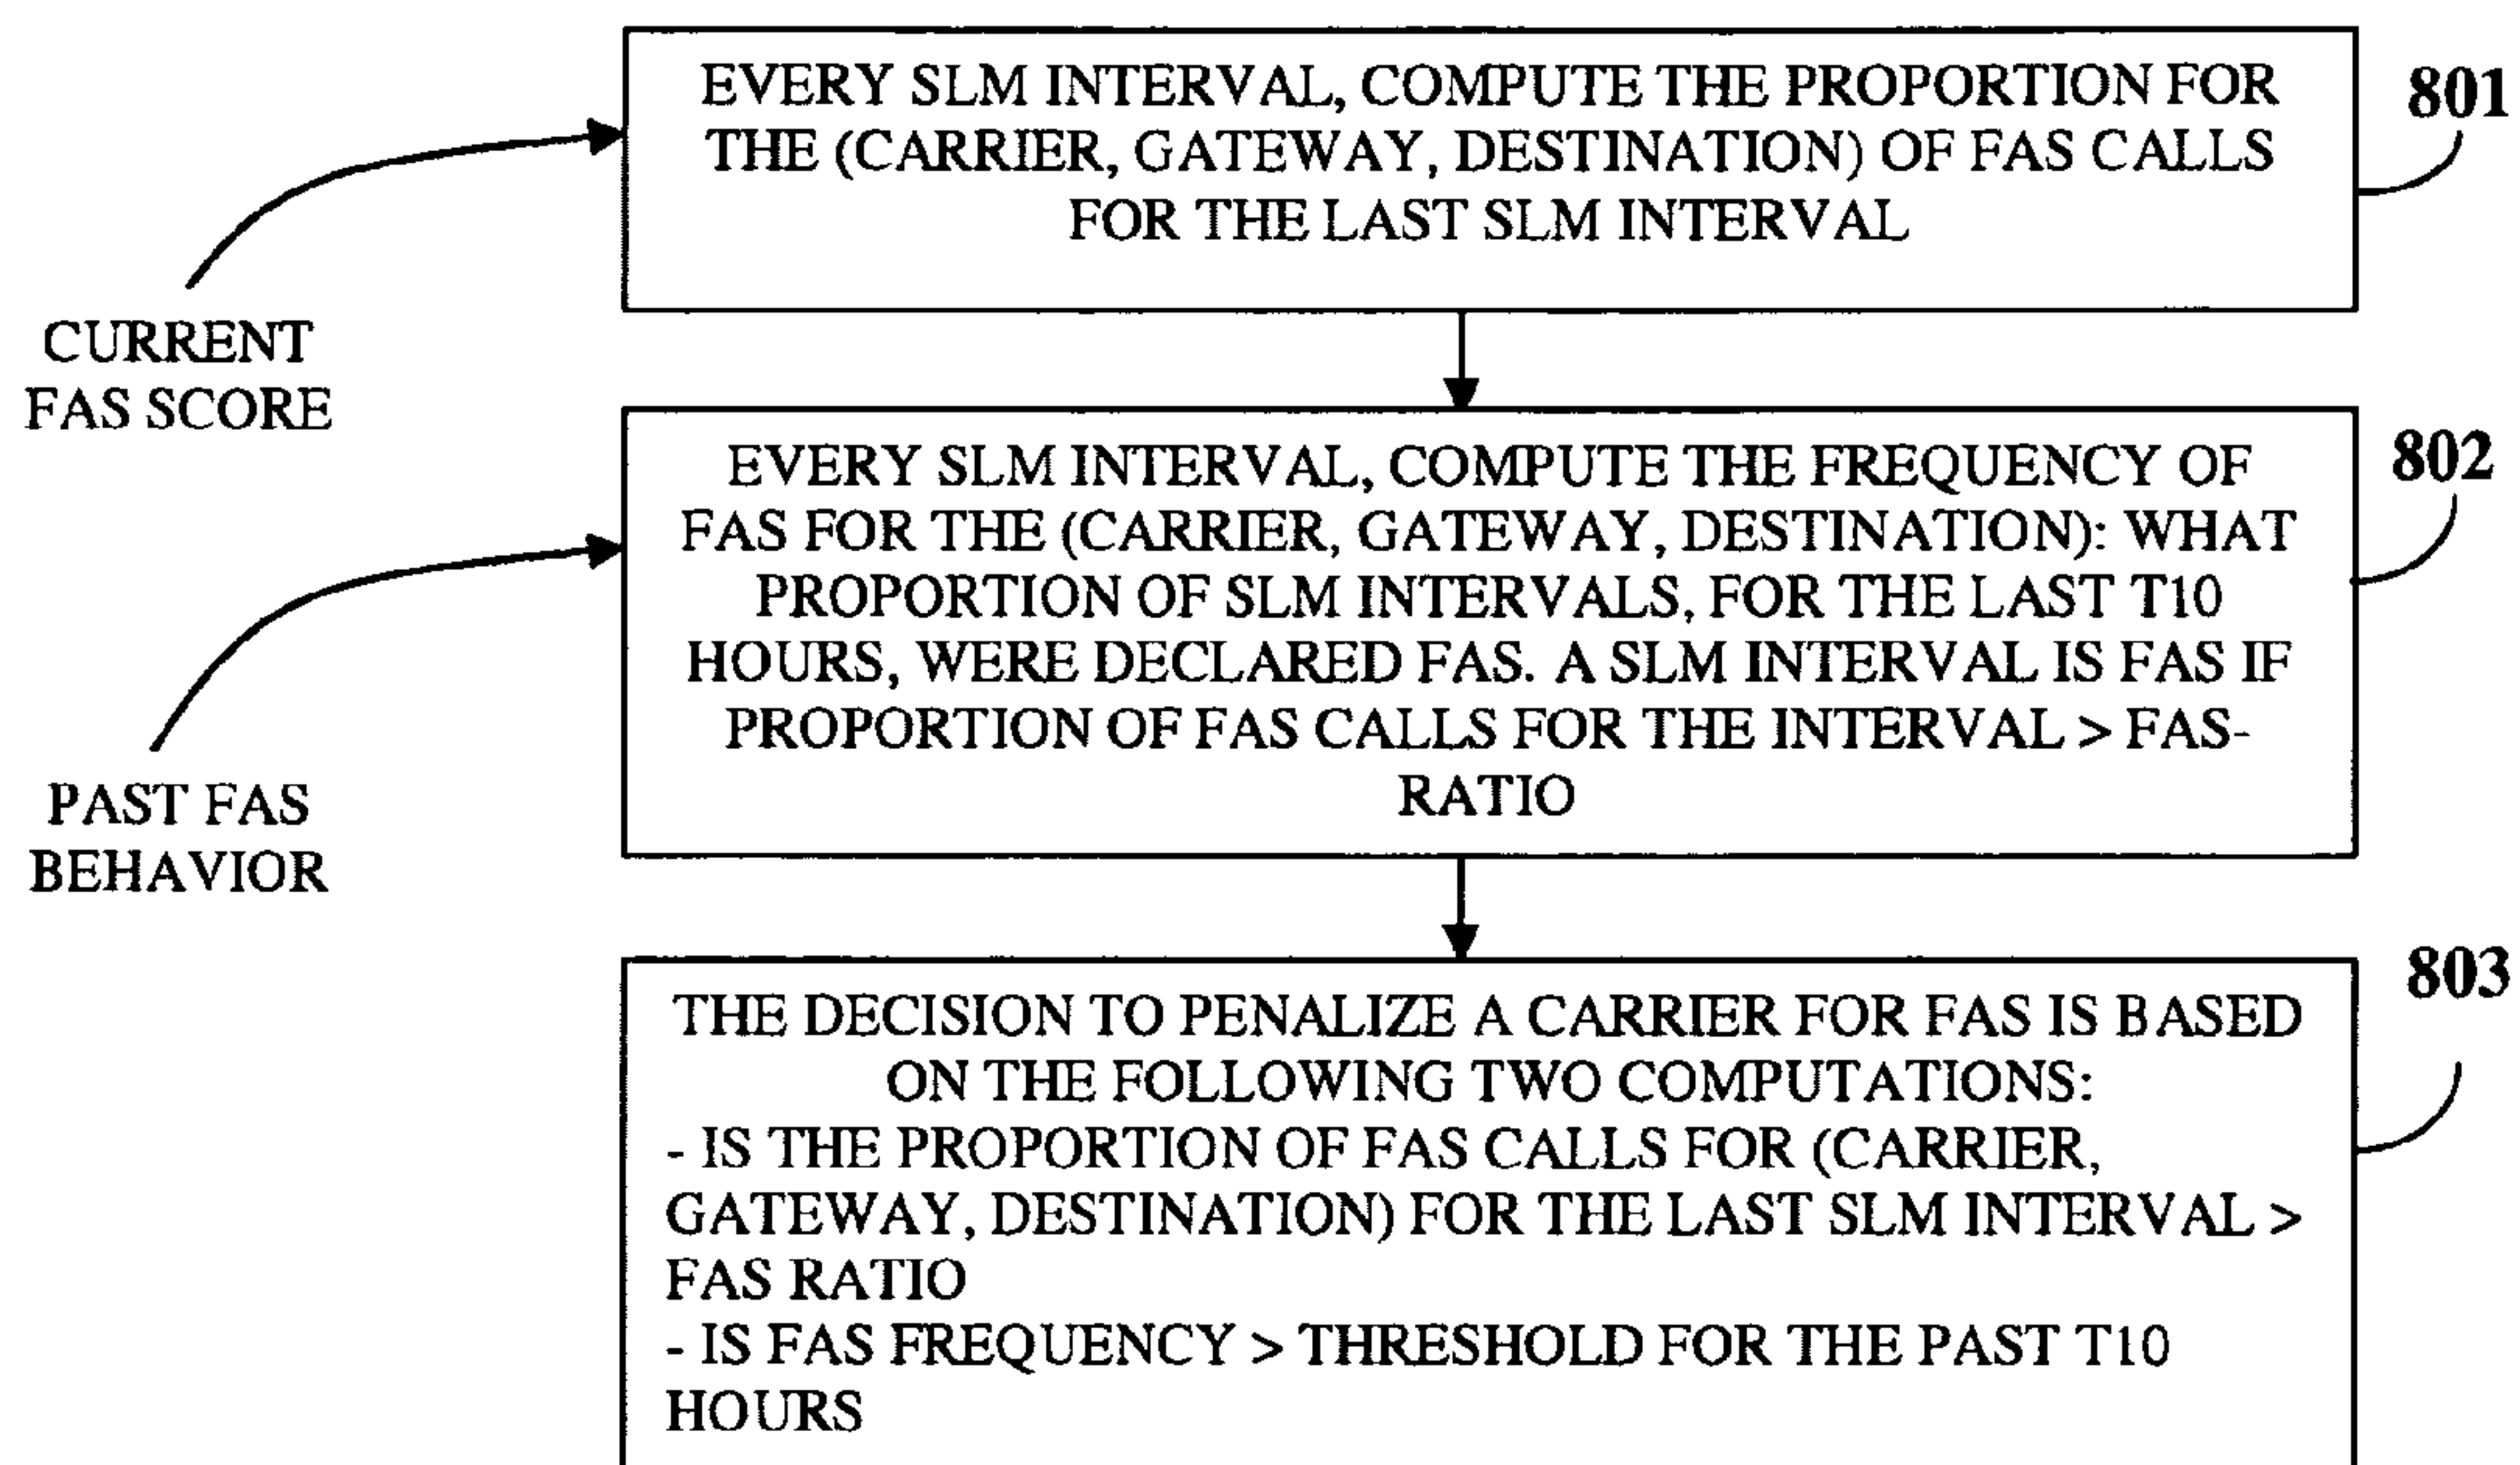 EVERY SLM INTERVAL, COMPUTE THE PROPORTION FOR
THE (CARRIER, GATEWAY, DESTINATION) OF FAS CALLS
FOR THE LAST SLM INTERVAL
801
CURRENT
FAS SCORE
EVERY SLM INTERVAL, COMPUTE THE FREQUENCY OF
FAS FOR THE (CARRIER, GATEWAY, DESTINATION): WHAT
PROPORTION OF SLM INTERVALS, FOR THE LAST T10
HOURS, WERE DECLARED FAS. A SLM INTERVAL IS FAS IF
PROPORTION OF FAS CALLS FOR THE INTERVAL > FAS-
RATIO
802
PAST FAS
BEHAVIOR
THE DECISION TO PENALIZE A CARRIER FOR FAS IS BASED
ON THE FOLLOWING TWO COMPUTATIONS:
- IS THE PROPORTION OF FAS CALLS FOR (CARRIER,
GATEWAY, DESTINATION) FOR THE LAST SLM INTERVAL >
FAS RATIO
- IS FAS FREQUENCY > THRESHOLD FOR THE PAST T10
HOURS
803